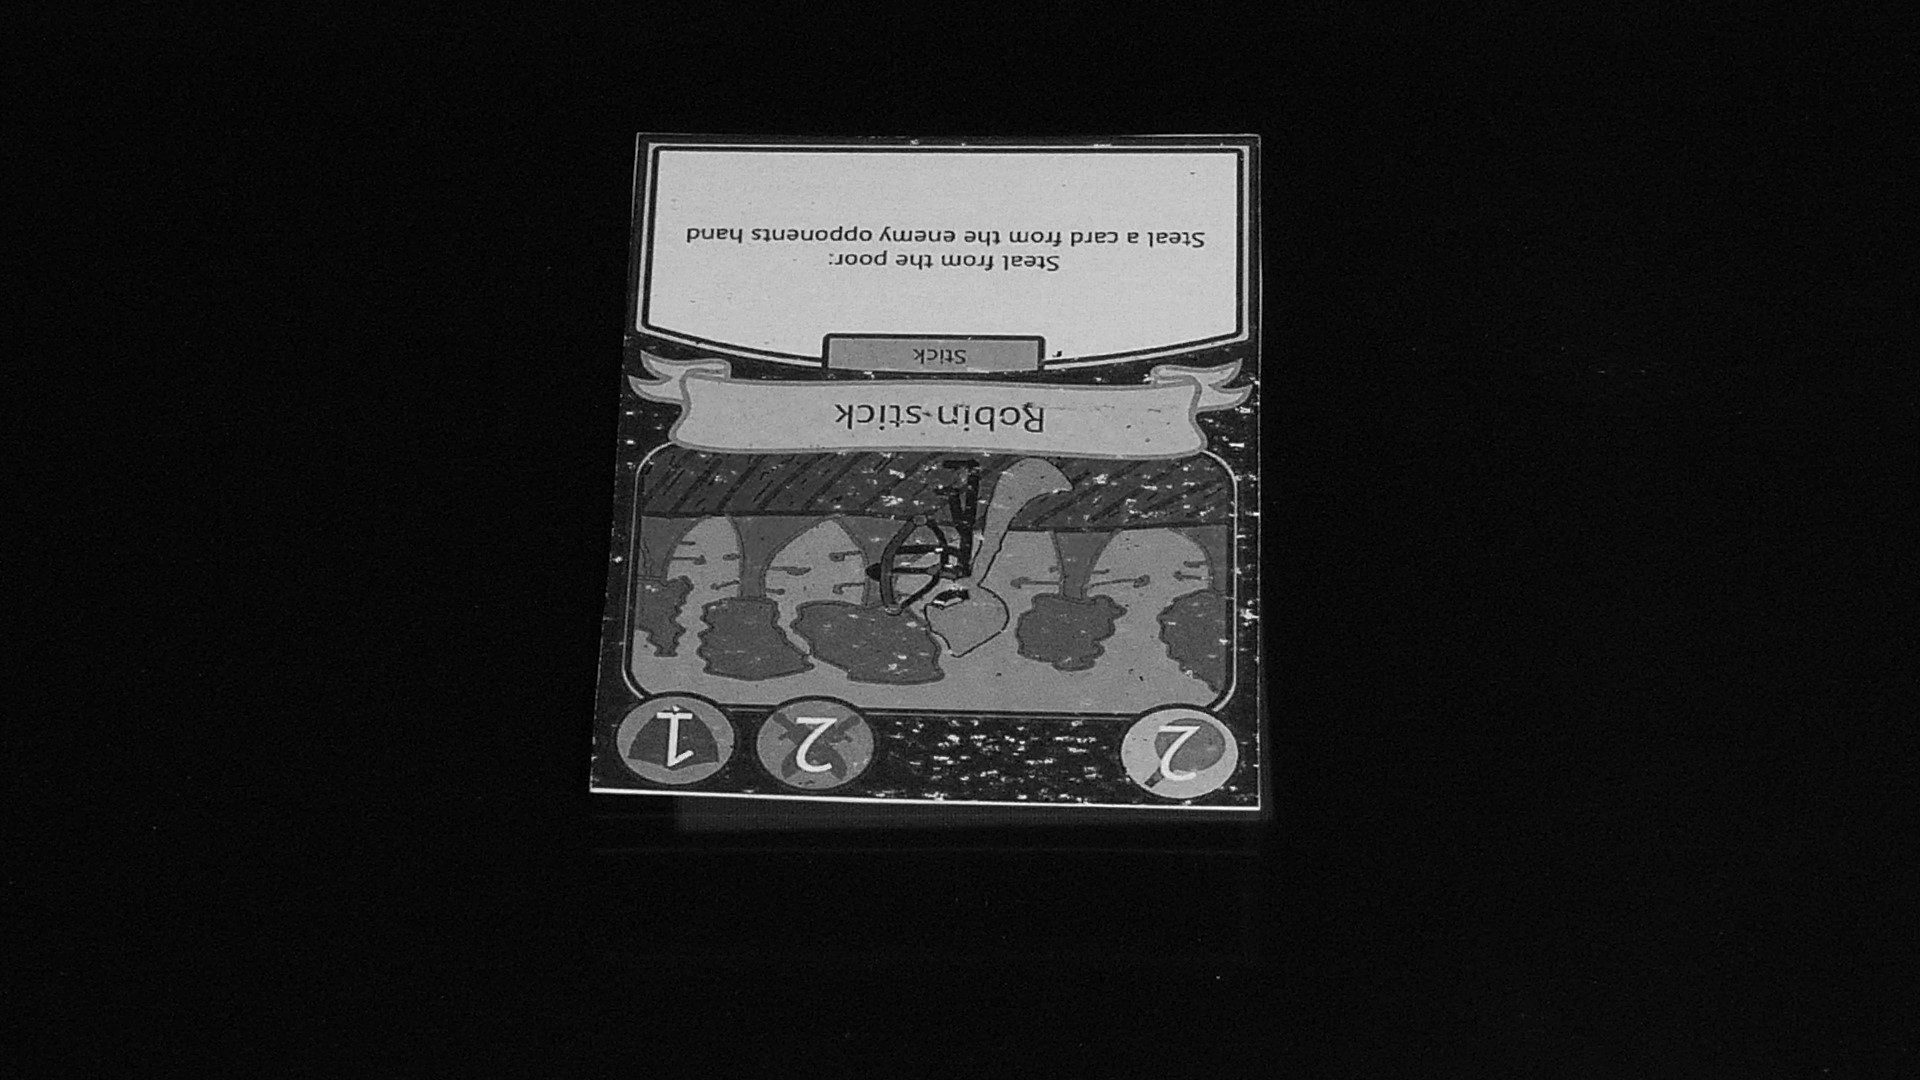 2 2 1
Robin-stick
Stick
Steal from the poor:
Steal a card from the enemy opponents hand